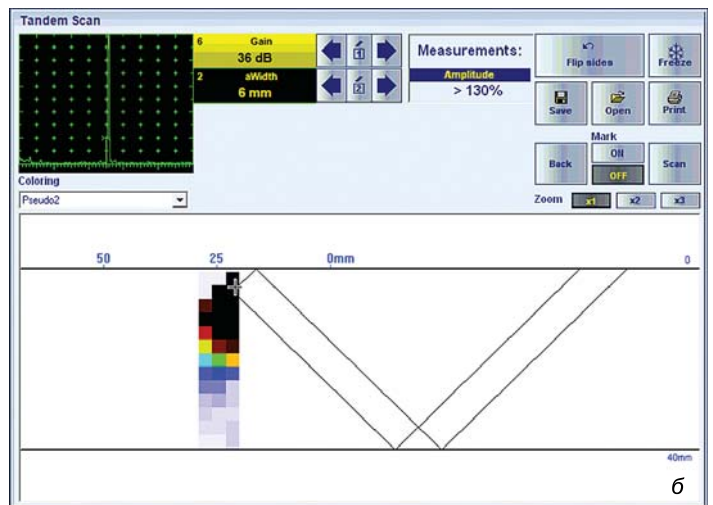 Tandem Scan
6 Gain
36 dB
2 aWidth
6 mm
1
2
Measurements:
Amplitude
> 130%
Flip sides
Freeze
Save
Open
Print
Mark
Back
ON
OFF
Scan
Coloring
Pseudo2
Zoom x1 x2 x3
50 25 0mm 0
40mm
б